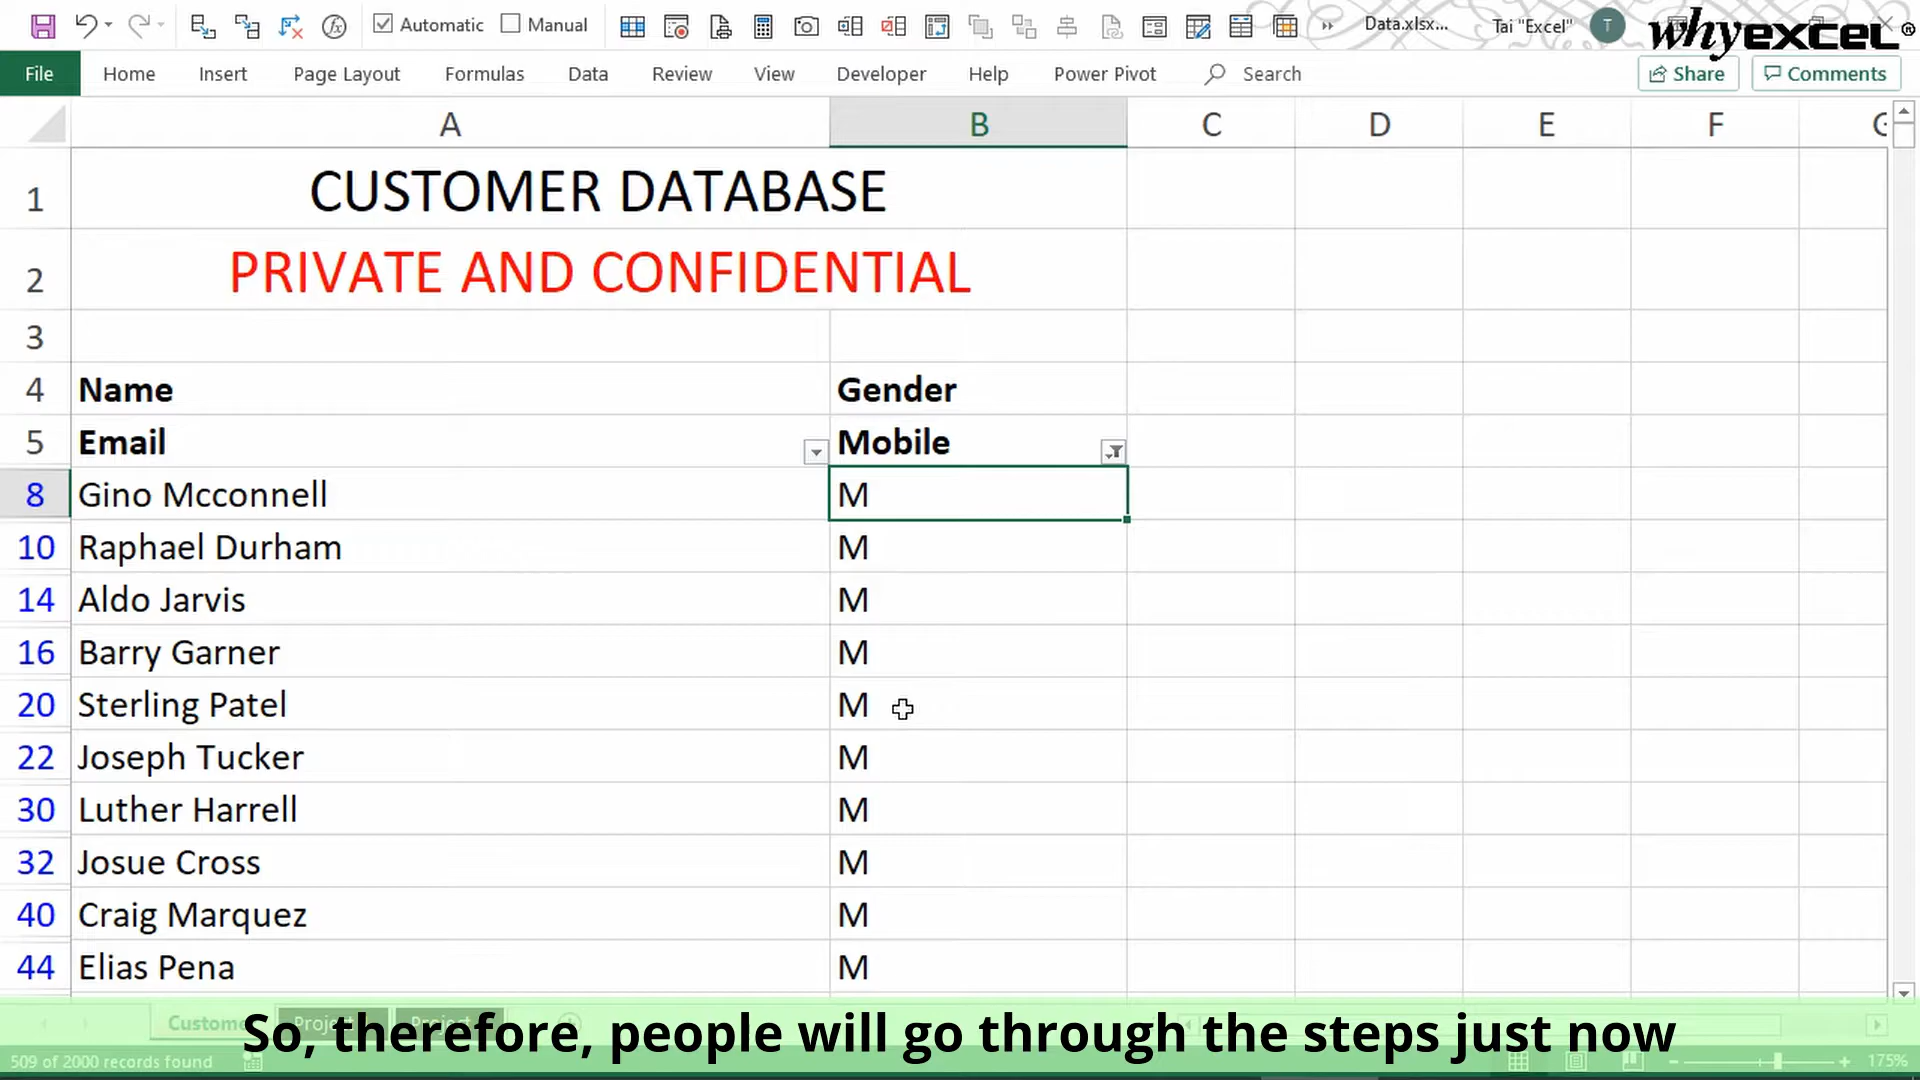 Automatic Manual Data.xlsx... Tai "Excel" T whyexcel®
File Home Insert Page Layout Formulas Data Review View Developer Help Power Pivot Search Share Comments
A B C D E F
1 CUSTOMER DATABASE
2 PRIVATE AND CONFIDENTIAL
3
4 Name Gender
5 Email Mobile
8 Gino Mcconnell M
10 Raphael Durham M
14 Aldo Jarvis M
16 Barry Garner M
20 Sterling Patel M
22 Joseph Tucker M
30 Luther Harrell M
32 Josue Cross M
40 Craig Marquez M
44 Elias Pena M
So, therefore, people will go through the steps just now
509 of 2000 records found 175%